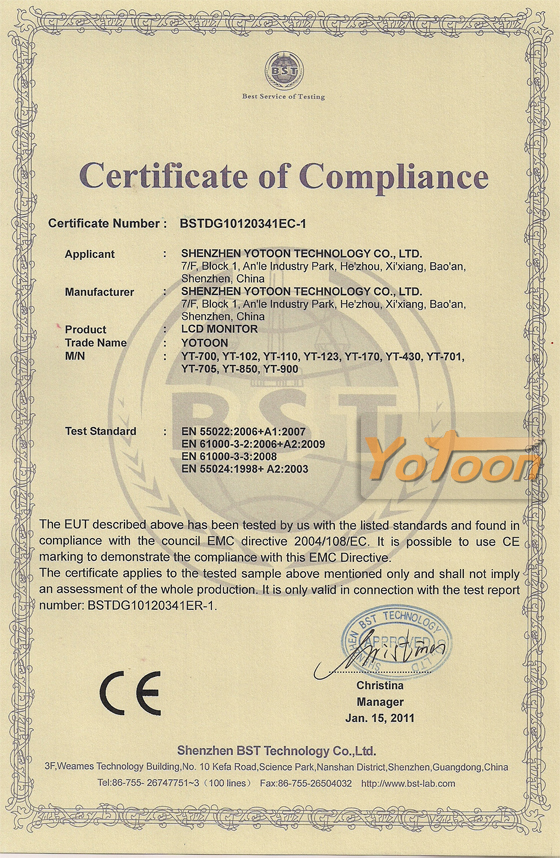 BST
Best Service of Testing
Certificate of Compliance
Certificate Number : BSTDG10120341EC-1
Applicant : SHENZHEN YOTOON TECHNOLOGY CO., LTD.
7/F, Block 1, An'le Industry Park, He'zhou, Xi'xiang, Bao'an,
Shenzhen, China
Manufacturer : SHENZHEN YOTOON TECHNOLOGY CO., LTD.
7/F, Block 1, An'le Industry Park, He'zhou, Xi'xiang, Bao'an,
Shenzhen, China
Product : LCD MONITOR
Trade Name : YOTOON
M/N : YT-700, YT-102, YT-110, YT-123, YT-170, YT-430, YT-701,
YT-705, YT-850, YT-900
BST
Test Standard : EN 55022:2006+A1:2007
EN 61000-3-2:2006+A2:2009
EN 61000-3-3:2008
EN 55024:1998+ A2:2003
YoToon
The EUT described above has been tested by us with the listed standards and found in
compliance with the council EMC directive 2004/108/EC. It is possible to use CE
marking to demonstrate the compliance with this EMC Directive.
The certificate applies to the tested sample above mentioned only and shall not imply
an assessment of the whole production. It is only valid in connection with the test report
number: BSTDG10120341ER-1.
BST TECHNOLOGY
APPROVED
Christina
CE
Christina
Manager
Jan. 15, 2011
Shenzhen BST Technology Co.,Ltd.
3F,Weames Technology Building,No. 10 Kefa Road,Science Park,Nanshan District,Shenzhen,Guangdong,China
Tel:86-755- 26747751~3 (100 lines) Fax:86-755-26504032 http://www.bst-lab.com